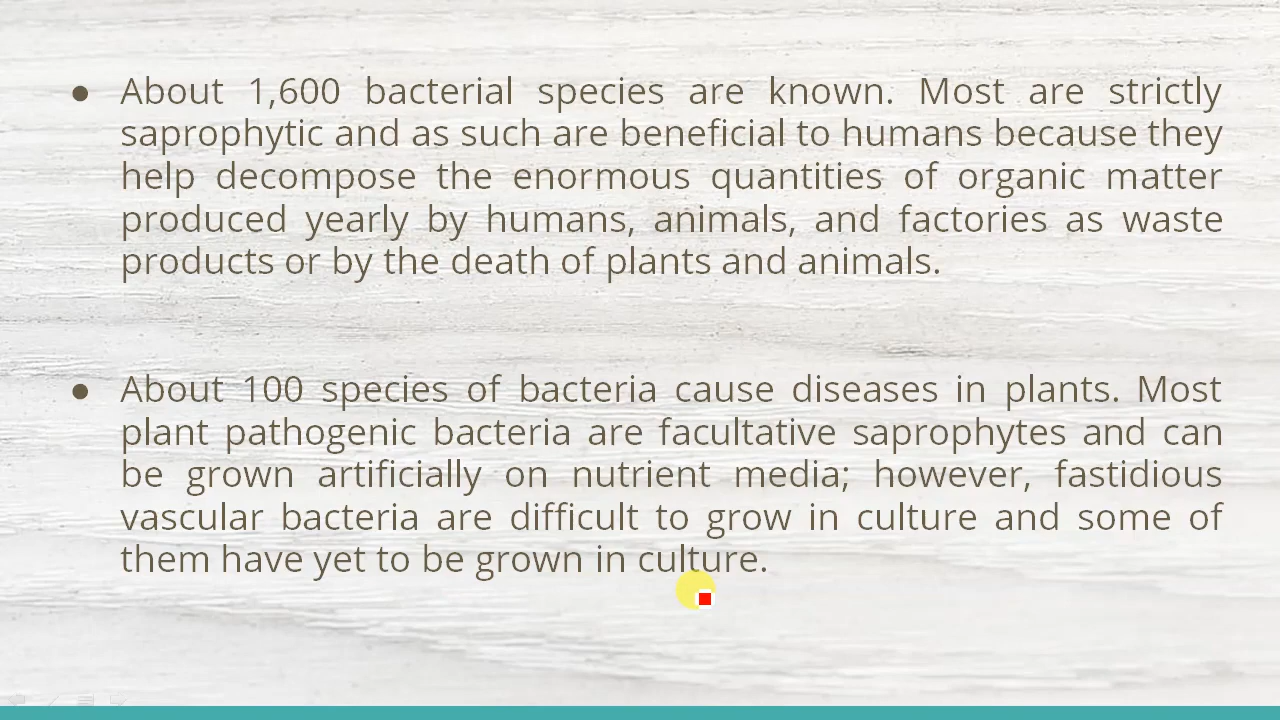 ● About 1,600 bacterial species are known. Most are strictly
saprophytic and as such are beneficial to humans because they
help decompose the enormous quantities of organic matter
produced yearly by humans, animals, and factories as waste
products or by the death of plants and animals.
● About 100 species of bacteria cause diseases in plants. Most
plant pathogenic bacteria are facultative saprophytes and can
be grown artificially on nutrient media; however, fastidious
vascular bacteria are difficult to grow in culture and some of
them have yet to be grown in culture.